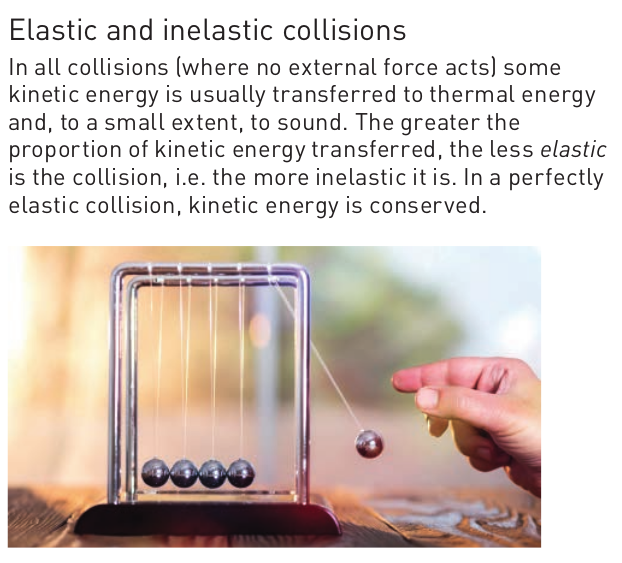 Elastic and inelastic collisions
In all collisions (where no external force acts) some
kinetic energy is usually transferred to thermal energy
and, to a small extent, to sound. The greater the
proportion of kinetic energy transferred, the less elastic
is the collision, i.e. the more inelastic it is. In a perfectly
elastic collision, kinetic energy is conserved.